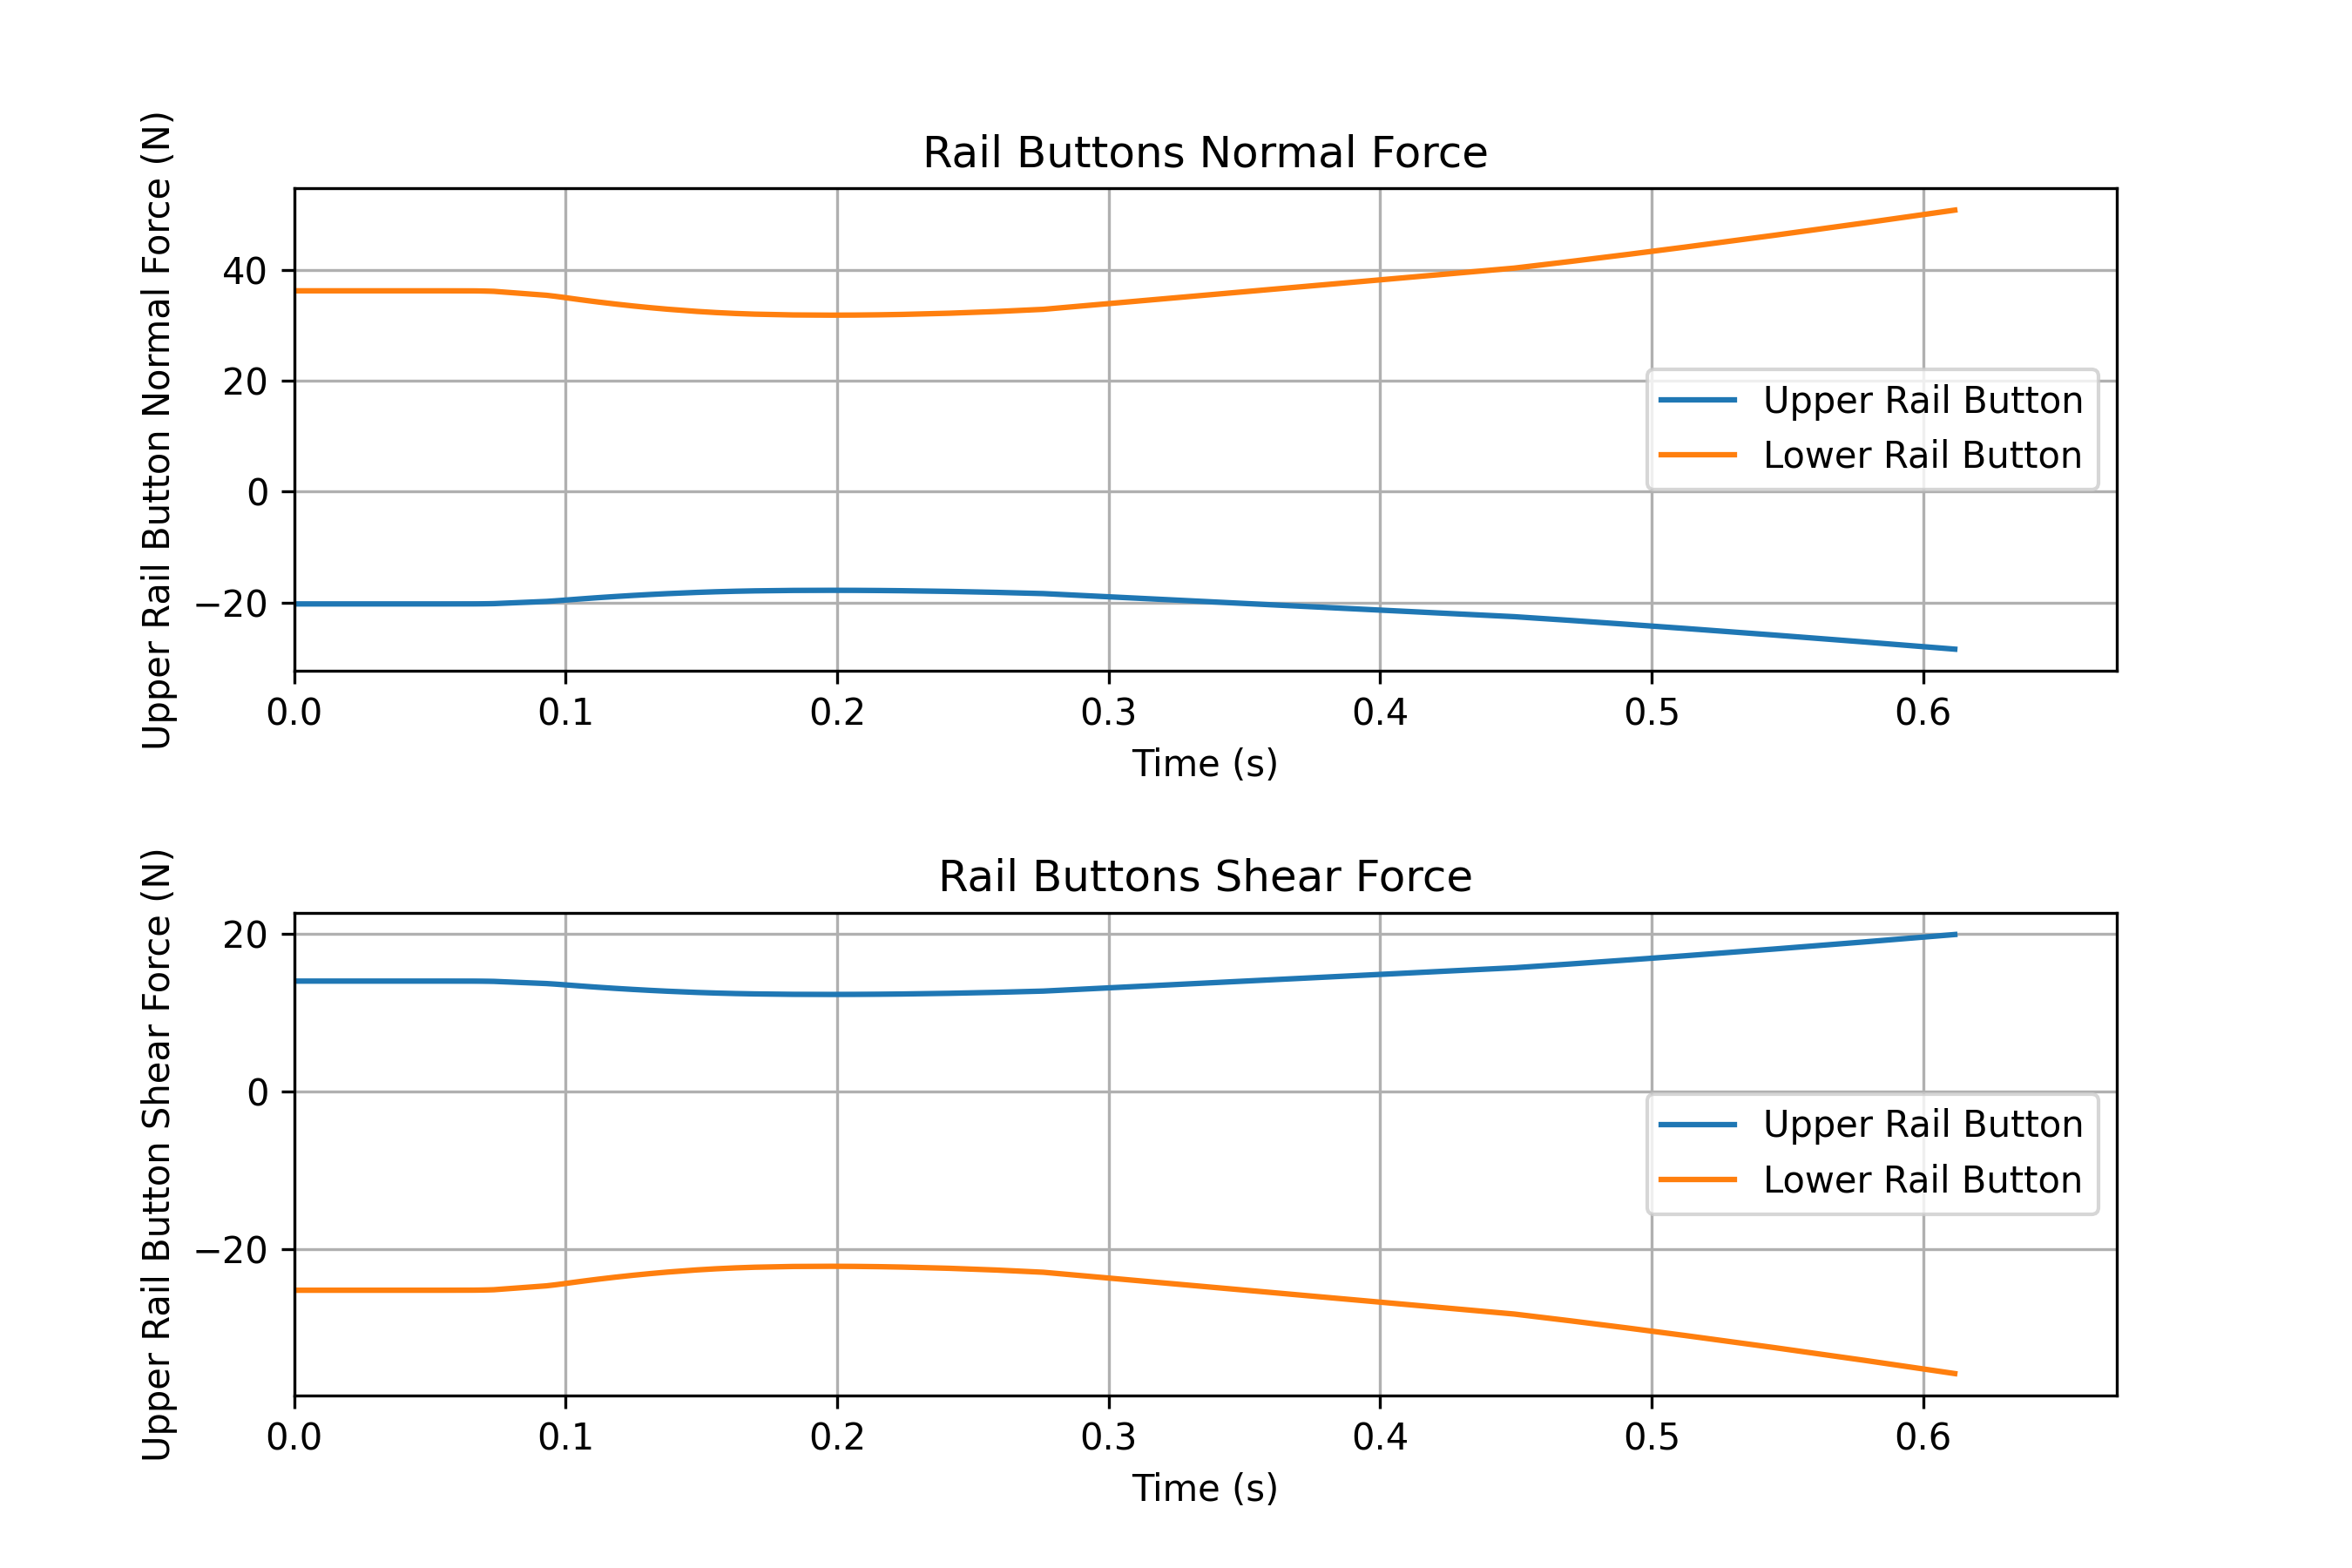 Rail Buttons Normal Force
Upper Rail Button Normal Force (N)
40
20
0
−20
Upper Rail Button
Lower Rail Button
0.0 0.1 0.2 0.3 0.4 0.5 0.6
Time (s)
Rail Buttons Shear Force
Upper Rail Button Shear Force (N)
20
0
−20
Upper Rail Button
Lower Rail Button
0.0 0.1 0.2 0.3 0.4 0.5 0.6
Time (s)